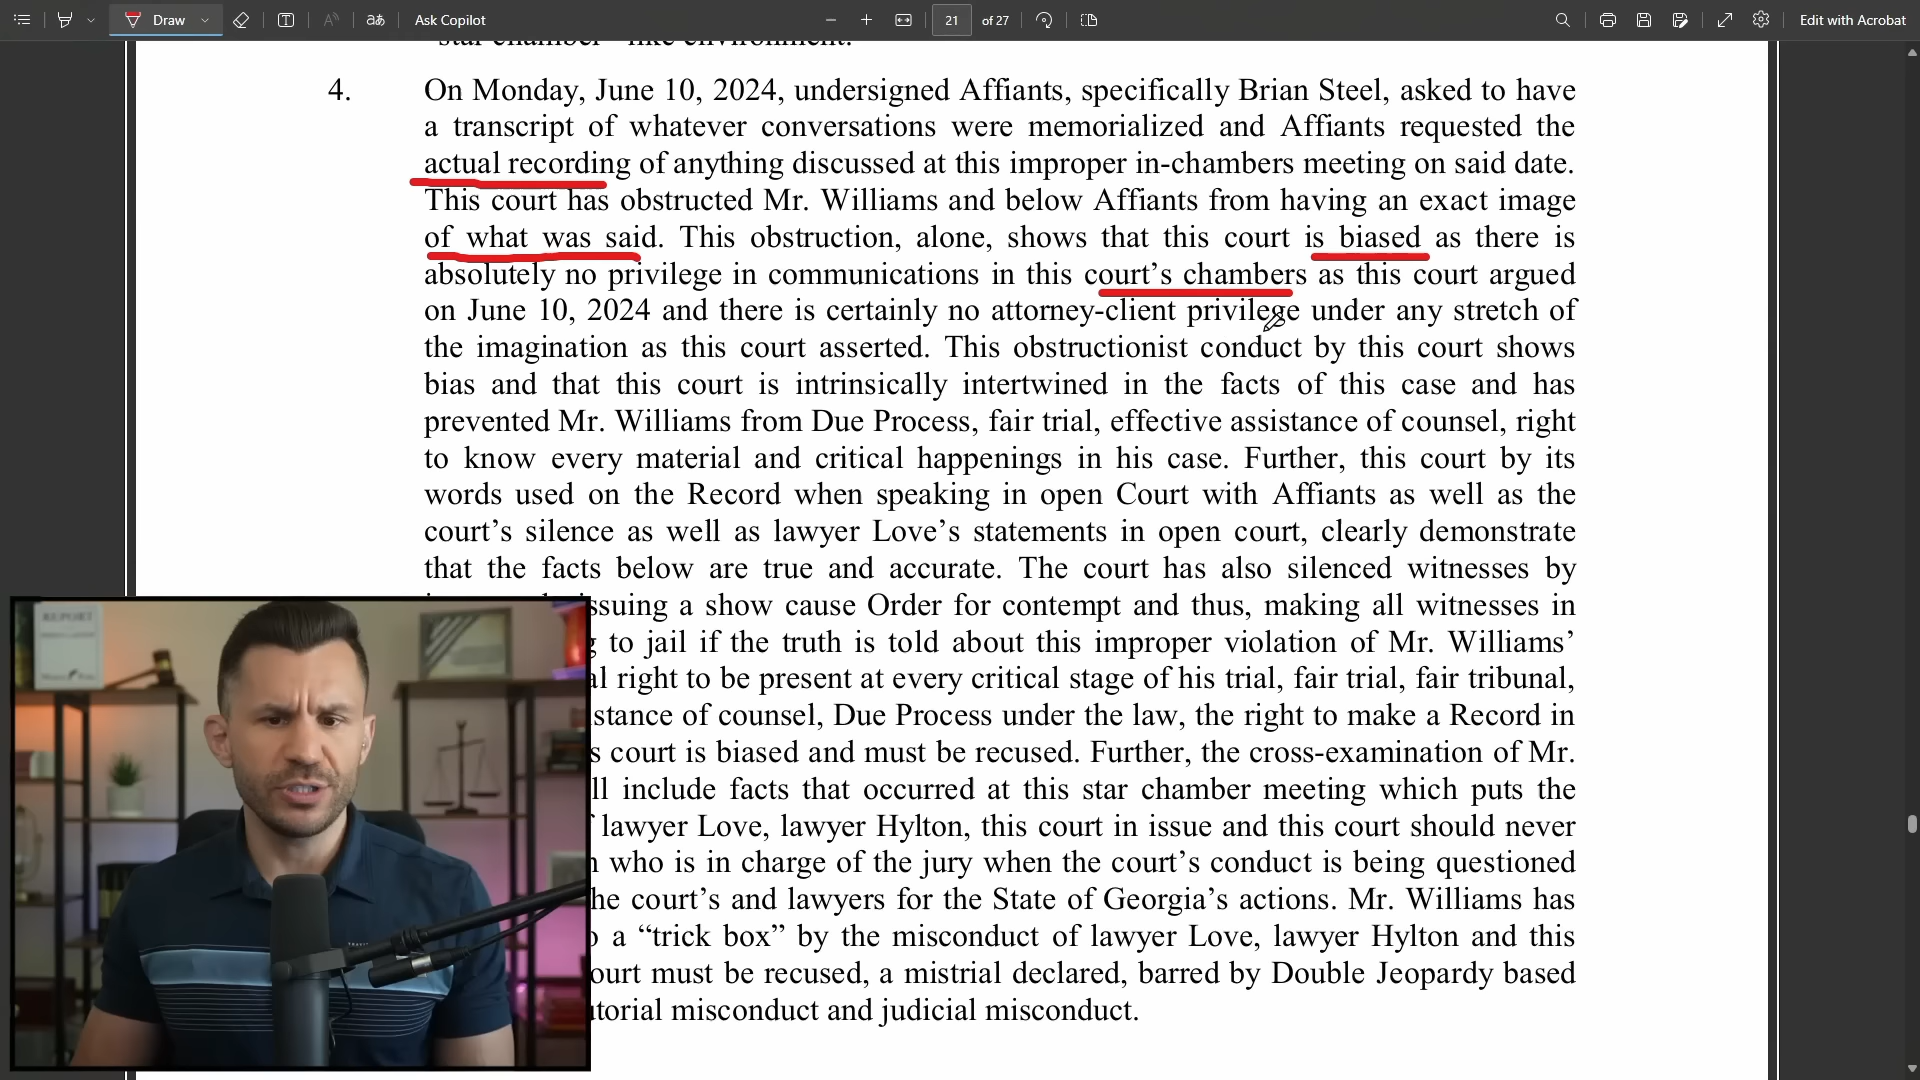 Draw
aあ
Ask Copilot
21
of 27
Edit with Acrobat
4.
On Monday, June 10, 2024, undersigned Affiants, specifically Brian Steel, asked to have
a transcript of whatever conversations were memorialized and Affiants requested the
actual recording of anything discussed at this improper in-chambers meeting on said date.
This court has obstructed Mr. Williams and below Affiants from having an exact image
of what was said. This obstruction, alone, shows that this court is biased as there is
absolutely no privilege in communications in this court’s chambers as this court argued
on June 10, 2024 and there is certainly no attorney-client privilege under any stretch of
the imagination as this court asserted. This obstructionist conduct by this court shows
bias and that this court is intrinsically intertwined in the facts of this case and has
prevented Mr. Williams from Due Process, fair trial, effective assistance of counsel, right
to know every material and critical happenings in his case. Further, this court by its
words used on the Record when speaking in open Court with Affiants as well as the
court’s silence as well as lawyer Love’s statements in open court, clearly demonstrate
that the facts below are true and accurate. The court has also silenced witnesses by
issuing a show cause Order for contempt and thus, making all witnesses in
to jail if the truth is told about this improper violation of Mr. Williams’
right to be present at every critical stage of his trial, fair trial, fair tribunal,
stance of counsel, Due Process under the law, the right to make a Record in
s court is biased and must be recused. Further, the cross-examination of Mr.
ll include facts that occurred at this star chamber meeting which puts the
lawyer Love, lawyer Hylton, this court in issue and this court should never
who is in charge of the jury when the court’s conduct is being questioned
he court’s and lawyers for the State of Georgia’s actions. Mr. Williams has
a “trick box” by the misconduct of lawyer Love, lawyer Hylton and this
ourt must be recused, a mistrial declared, barred by Double Jeopardy based
utorial misconduct and judicial misconduct.
REPORT